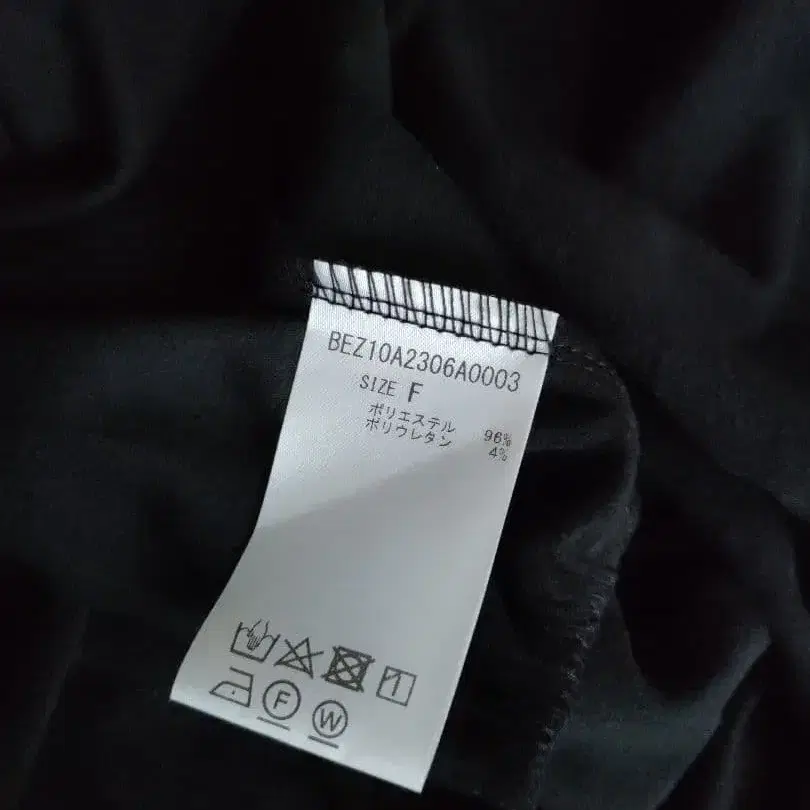 BEZ10A2306A0003
SIZE F
ポリエステル 96%
ポリウレタン 4%
F
W